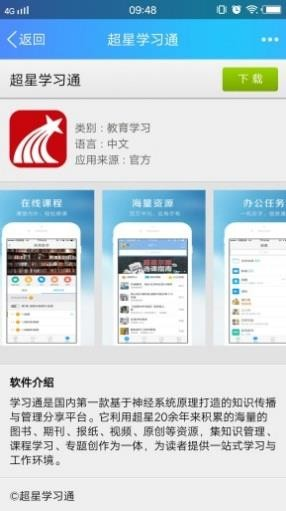 4G 09:48
返回 超星学习通
超星学习通 下载
类别：教育学习
语言：中文
应用来源：官方
在线课程 海量资源 办公任务
软件介绍
学习通是国内第一款基于神经系统原理打造的知识传播
与管理分享平台。它利用超星20余年来积累的海量的
图书、期刊、报纸、视频、原创等资源，集知识管理、
课程学习、专题创作为一体，为读者提供一站式学习与
工作环境。
©超星学习通